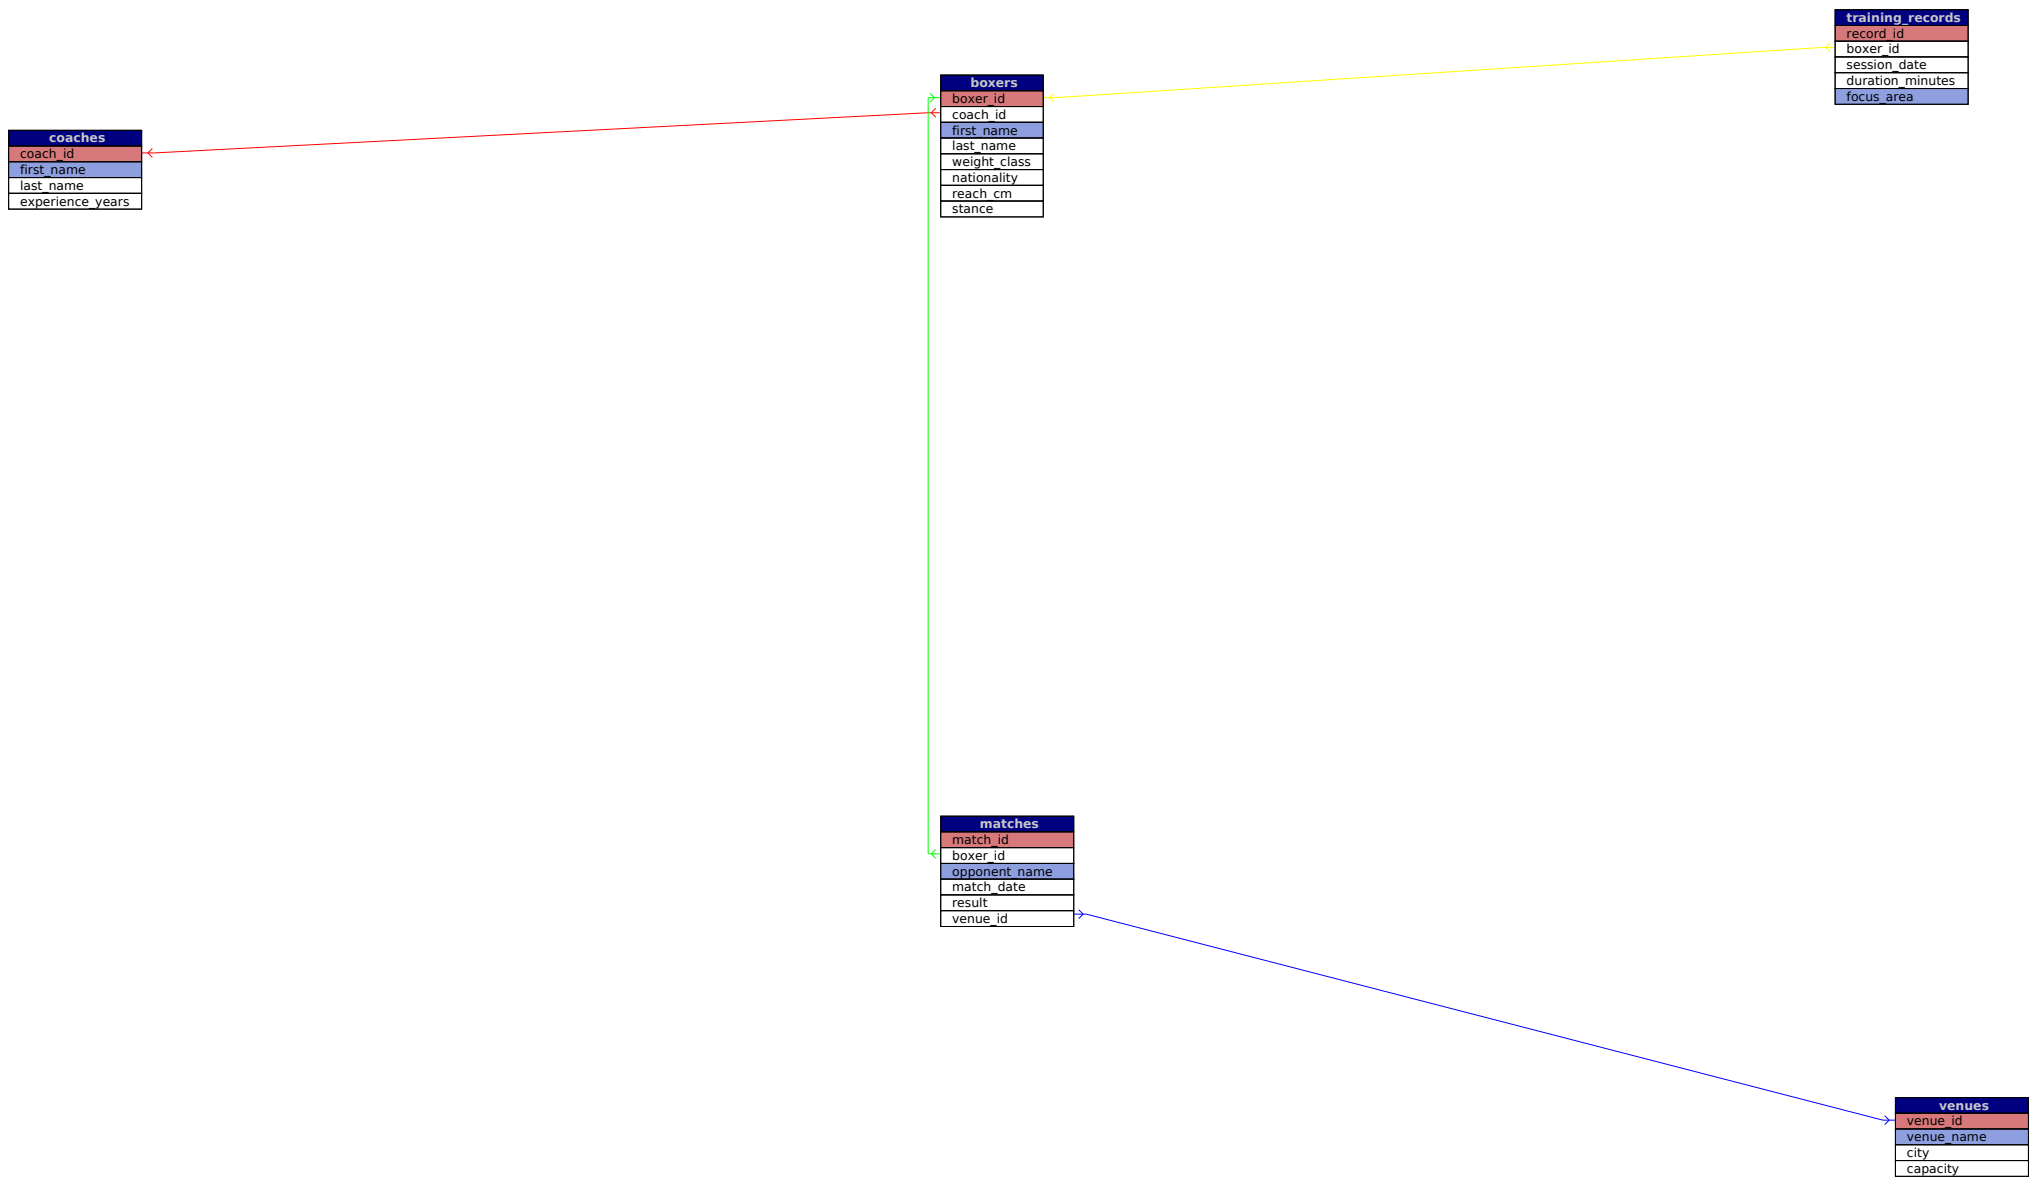 training_records
record_id
boxer_id
session_date
duration_minutes
focus_area
boxers
boxer_id
coach_id
first_name
last_name
weight_class
nationality
reach_cm
stance
coaches
coach_id
first_name
last_name
experience_years
matches
match_id
boxer_id
opponent_name
match_date
result
venue_id
venues
venue_id
venue_name
city
capacity